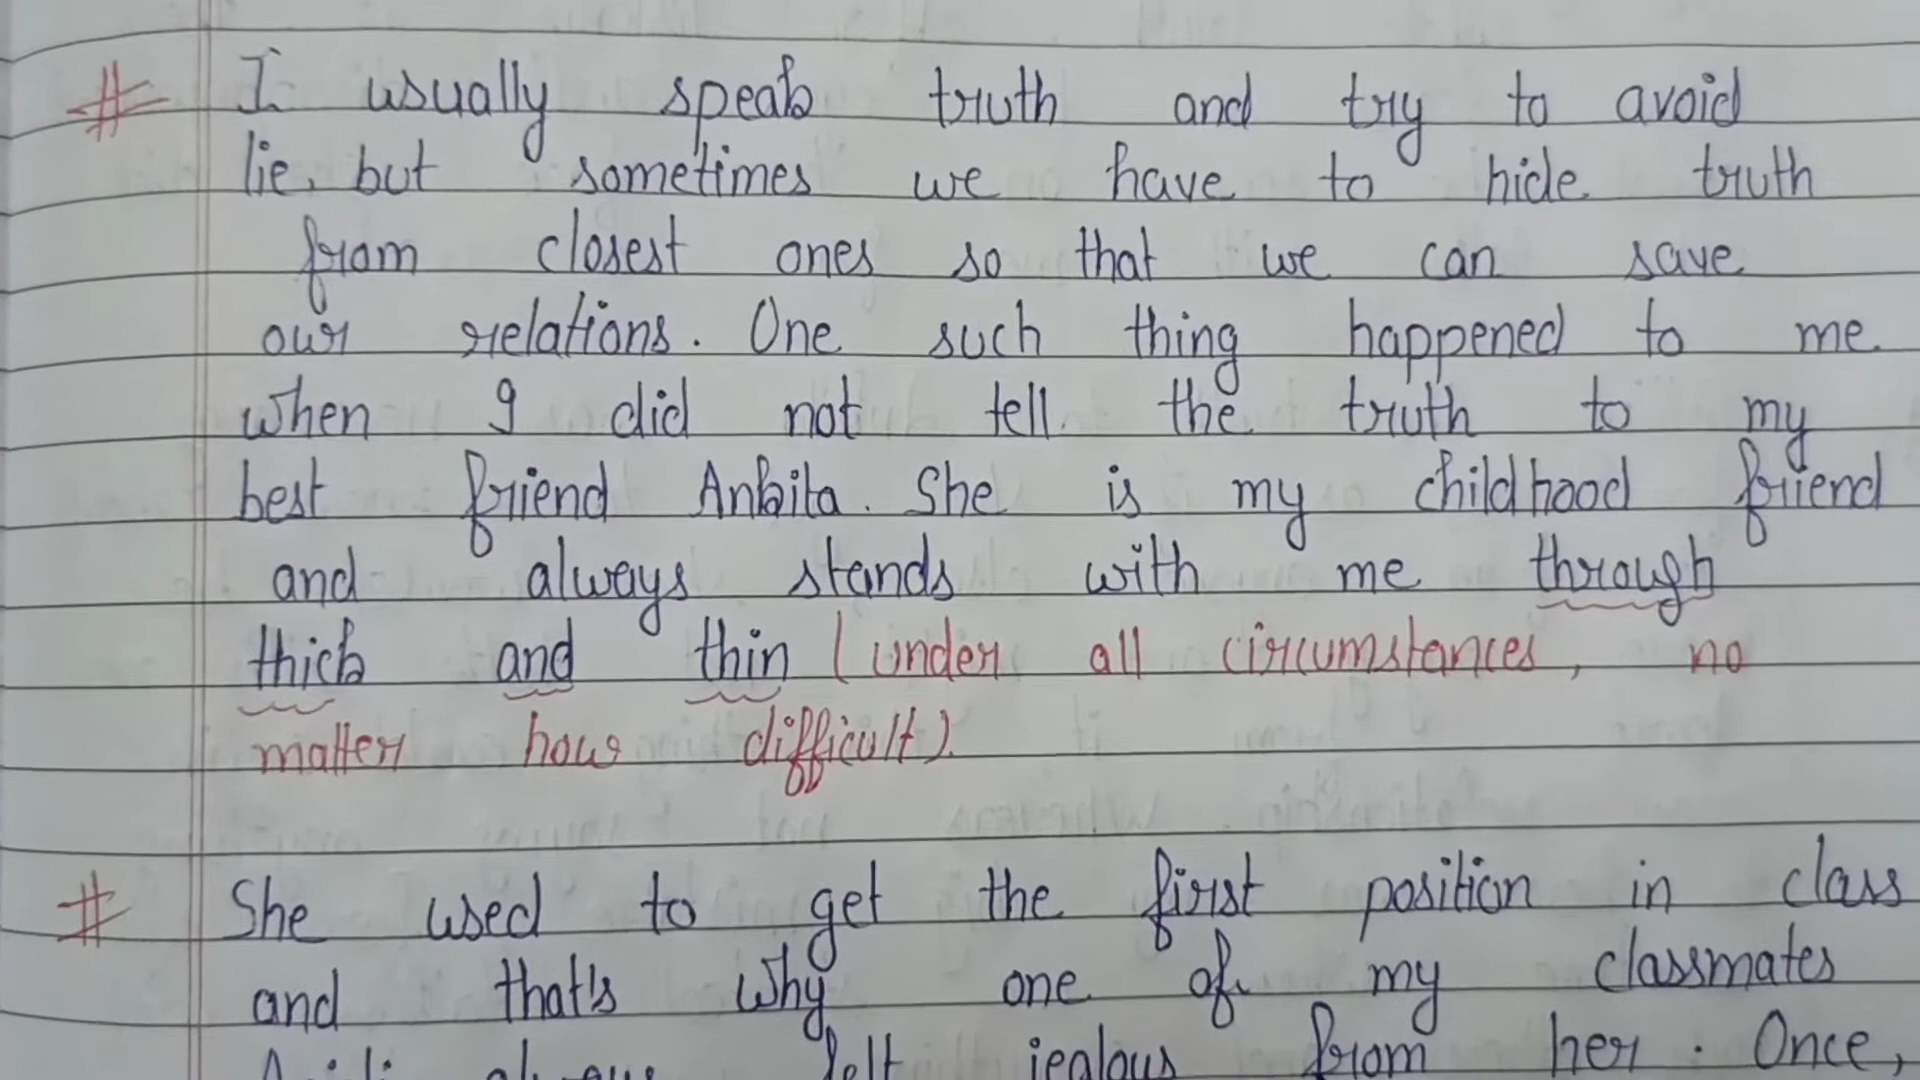 # I usually speak truth and try to avoid
lie, but sometimes we have to hide truth
from closest ones so that we can save
our relations. One such thing happened to me
when I did not tell the truth to my
best friend Ankita. She is my childhood friend
and always stands with me through
thick and thin (under all circumstances, no
matter how difficult).
# She used to get the first position in class
and that's why one of my classmates
always felt jealous from her. Once,